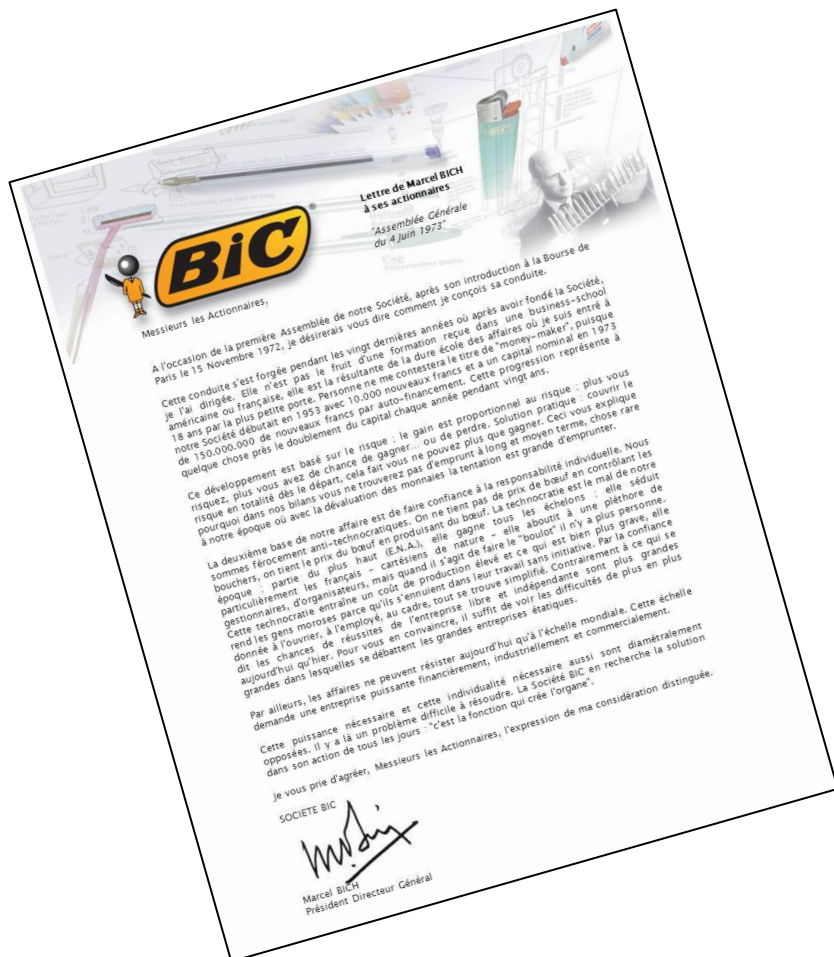 Lettre de Marcel BICH
à ses actionnaires
"Assemblée Générale
du 4 Juin 1973"
Cap
Polypropylene plastic
BiC®
Messieurs les Actionnaires,
A l'occasion de la première Assemblée de notre Société, après son introduction à la Bourse de
Paris le 15 Novembre 1972, je désirerais vous dire comment je conçois sa conduite.
Cette conduite s'est forgée pendant les vingt dernières années où après avoir fondé la Société,
je l'ai dirigée. Elle n'est pas le fruit d'une formation reçue dans une business-school
américaine ou française, elle est la résultante de la dure école des affaires où je suis entré à
18 ans par la plus petite porte. Personne ne me contestera le titre de "money-maker", puisque
notre Société débutait en 1953 avec 10.000 nouveaux francs et a un capital nominal en 1973
de 150.000.000 de nouveaux francs par auto-financement. Cette progression représente à
quelque chose près le doublement du capital chaque année pendant vingt ans.
Ce développement est basé sur le risque : le gain est proportionnel au risque ; plus vous
risquez, plus vous avez de chance de gagner... ou de perdre. Solution pratique : couvrir le
risque en totalité dès le départ, cela fait vous ne pouvez plus que gagner. Ceci vous explique
pourquoi dans nos bilans vous ne trouverez pas d'emprunt à long et moyen terme, chose rare
à notre époque où avec la dévaluation des monnaies la tentation est grande d'emprunter.
La deuxième base de notre affaire est de faire confiance à la responsabilité individuelle. Nous
sommes férocement anti-technocratiques. On ne tient pas de prix de bœuf en contrôlant les
bouchers, on tient le prix du bœuf en produisant du bœuf. La technocratie est le mal de notre
époque : partie du plus haut (E.N.A.), elle gagne tous les échelons ; elle séduit
particulièrement les français - cartésiens de nature - elle aboutit à une pléthore de
gestionnaires, d'organisateurs, mais quand il s'agit de faire le "boulot" il n'y a plus personne.
Cette technocratie entraîne un coût de production élevé et ce qui est bien plus grave, elle
rend les gens moroses parce qu'ils s'ennuient dans leur travail sans initiative. Par la confiance
donnée à l'ouvrier, à l'employé, au cadre, tout se trouve simplifié. Contrairement à ce qui se
dit les chances de réussites de l'entreprise libre et indépendante sont plus grandes
aujourd'hui qu'hier. Pour vous en convaincre, il suffit de voir les difficultés de plus en plus
grandes dans lesquelles se débattent les grandes entreprises étatiques.
Par ailleurs, les affaires ne peuvent résister aujourd'hui qu'à l'échelle mondiale. Cette échelle
demande une entreprise puissante financièrement, industriellement et commercialement.
Cette puissance nécessaire et cette individualité nécessaire aussi sont diamétralement
opposées. Il y a là un problème difficile à résoudre. La Société BIC en recherche la solution
dans son action de tous les jours : "c'est la fonction qui crée l'organe".
Je vous prie d'agréer, Messieurs les Actionnaires, l'expression de ma considération distinguée.
SOCIETE BIC
Marcel BICH
Président Directeur Général